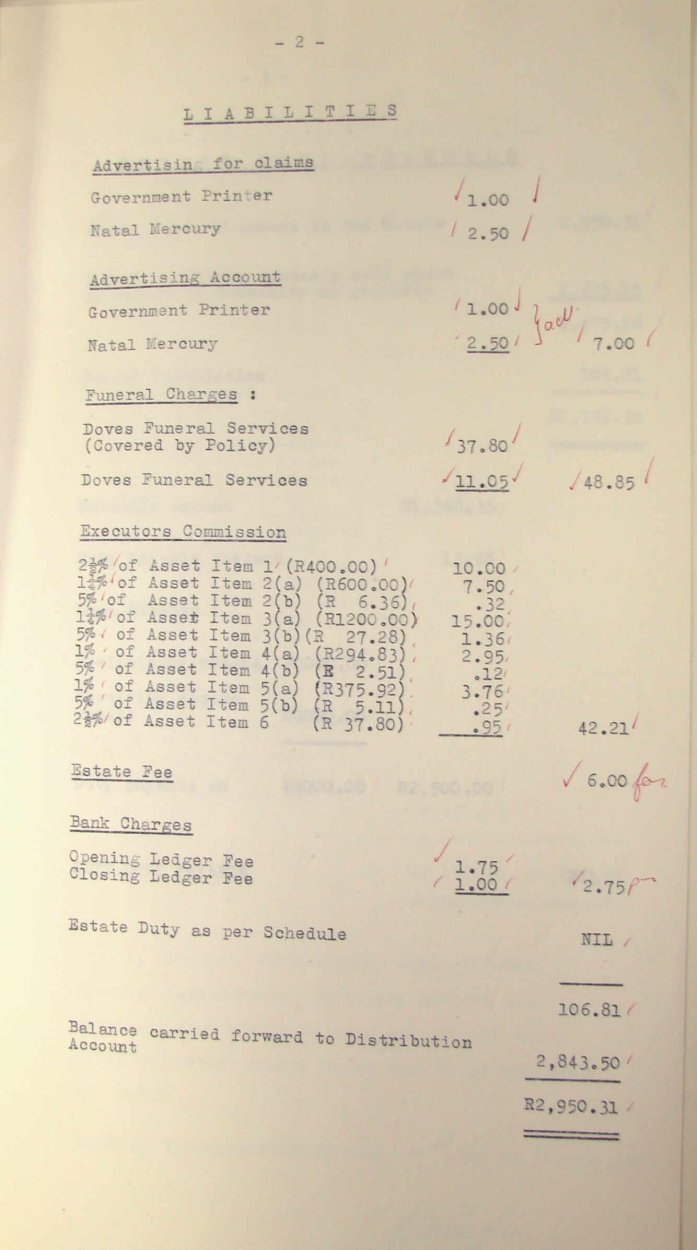 - 2 -
LIABILITIES
Advertising for claims
Government Printer 1.00
Natal Mercury 2.50
Advertising Account
Government Printer 1.00
Natal Mercury 2.50 7.00
Funeral Charges :
Doves Funeral Services
(Covered by Policy) 37.80
Doves Funeral Services 11.05 48.85
Executors Commission
2½% of Asset Item 1 (R400.00) 10.00
1¼% of Asset Item 2(a) (R600.00) 7.50
5% of Asset Item 2(b) (R 6.36) .32
1¼% of Asset Item 3(a) (R1200.00) 15.00
5% of Asset Item 3(b) (R 27.28) 1.36
1% of Asset Item 4(a) (R294.83) 2.95
5% of Asset Item 4(b) (R 2.51) .12
1% of Asset Item 5(a) (R375.92) 3.76
5% of Asset Item 5(b) (R 5.11) .25
2½% of Asset Item 6 (R 37.80) .95 42.21
Estate Fee 6.00
Bank Charges
Opening Ledger Fee 1.75
Closing Ledger Fee 1.00 2.75
Estate Duty as per Schedule NIL
106.81
Balance carried forward to Distribution
Account 2,843.50
R2,950.31